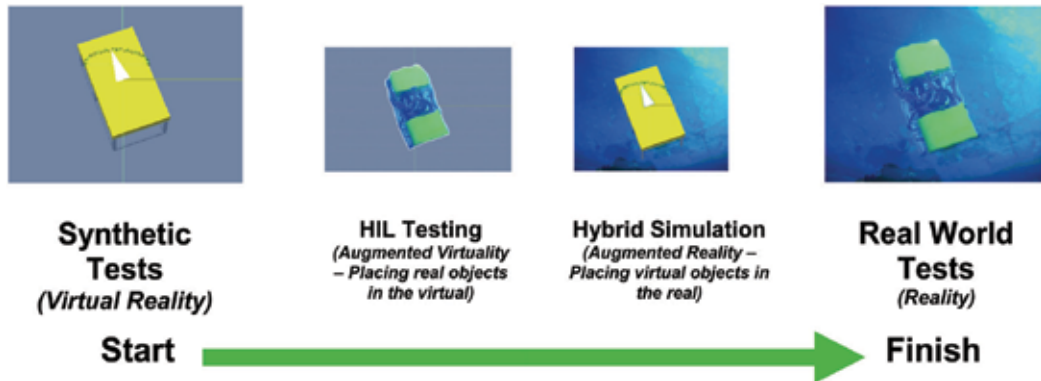 Synthetic
Tests
(Virtual Reality)
HIL Testing
(Augmented Virtuality
– Placing real objects
in the virtual)
Hybrid Simulation
(Augmented Reality –
Placing virtual objects in
the real)
Real World
Tests
(Reality)
Start
Finish